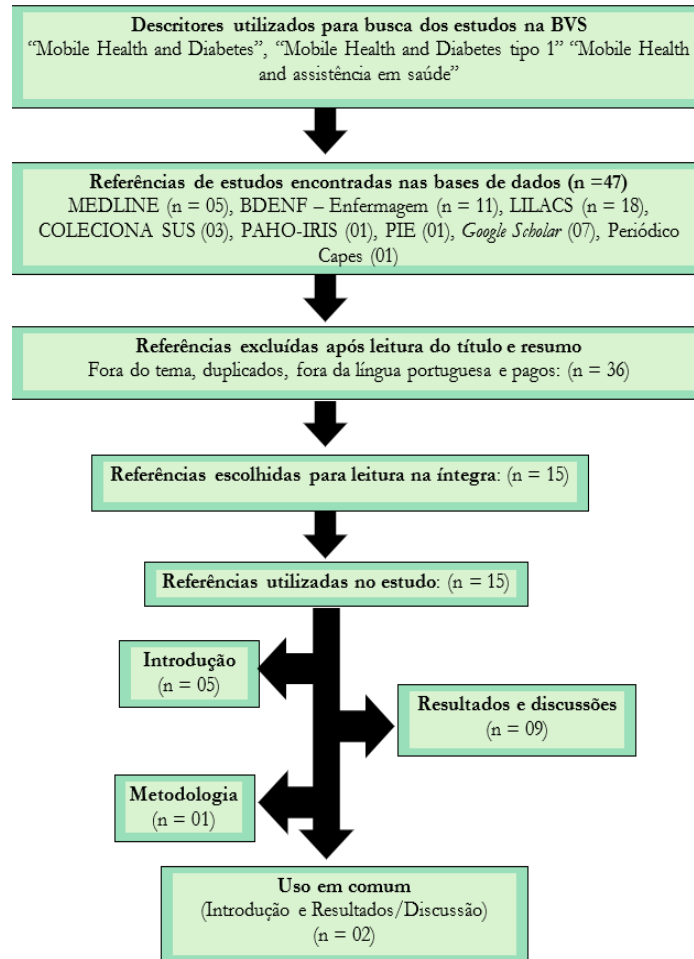 Descritores utilizados para busca dos estudos na BVS
“Mobile Health and Diabetes”, “Mobile Health and Diabetes tipo 1” “Mobile Health
and assistência em saúde”
Referências de estudos encontradas nas bases de dados (n =47)
MEDLINE (n = 05), BDENF – Enfermagem (n = 11), LILACS (n = 18),
COLECIONA SUS (03), PAHO-IRIS (01), PIE (01), Google Scholar (07), Periódico
Capes (01)
Referências excluídas após leitura do título e resumo
Fora do tema, duplicados, fora da língua portuguesa e pagos: (n = 36)
Referências escolhidas para leitura na íntegra: (n = 15)
Referências utilizadas no estudo: (n = 15)
Introdução
(n = 05)
Resultados e discussões
(n = 09)
Metodologia
(n = 01)
Uso em comum
(Introdução e Resultados/Discussão)
(n = 02)